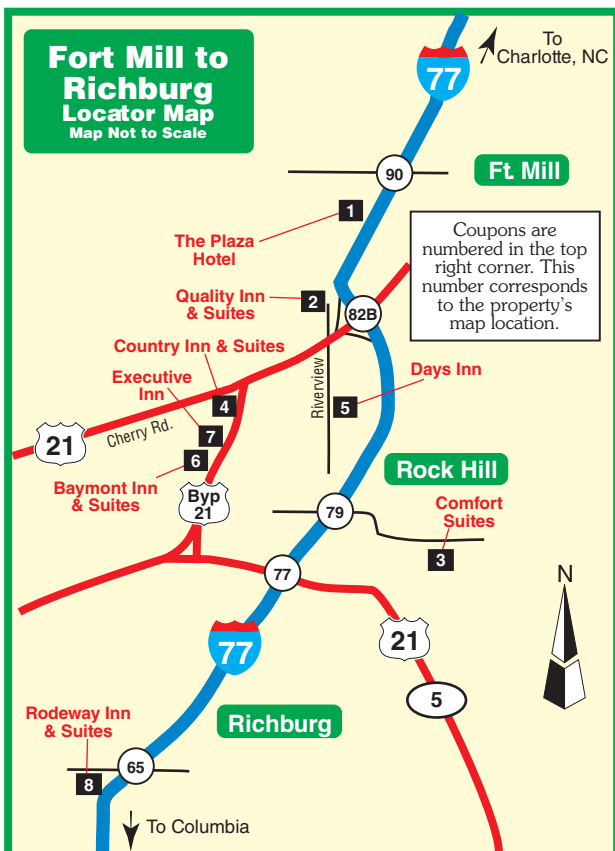 Fort Mill to
Richburg
Locator Map
Map Not to Scale
To
Charlotte, NC
77
90
Ft. Mill
1
The Plaza
Hotel
Coupons are
numbered in the top
right corner. This
number corresponds
to the property's
map location.
Quality Inn
& Suites
2
82B
Country Inn & Suites
Executive
Inn
4
Riverview
5
Days Inn
21
Cherry Rd.
7
6
Baymont Inn
& Suites
Byp
21
Rock Hill
79
Comfort
Suites
3
77
N
77
21
5
Rodeway Inn
& Suites
Richburg
65
8
To Columbia